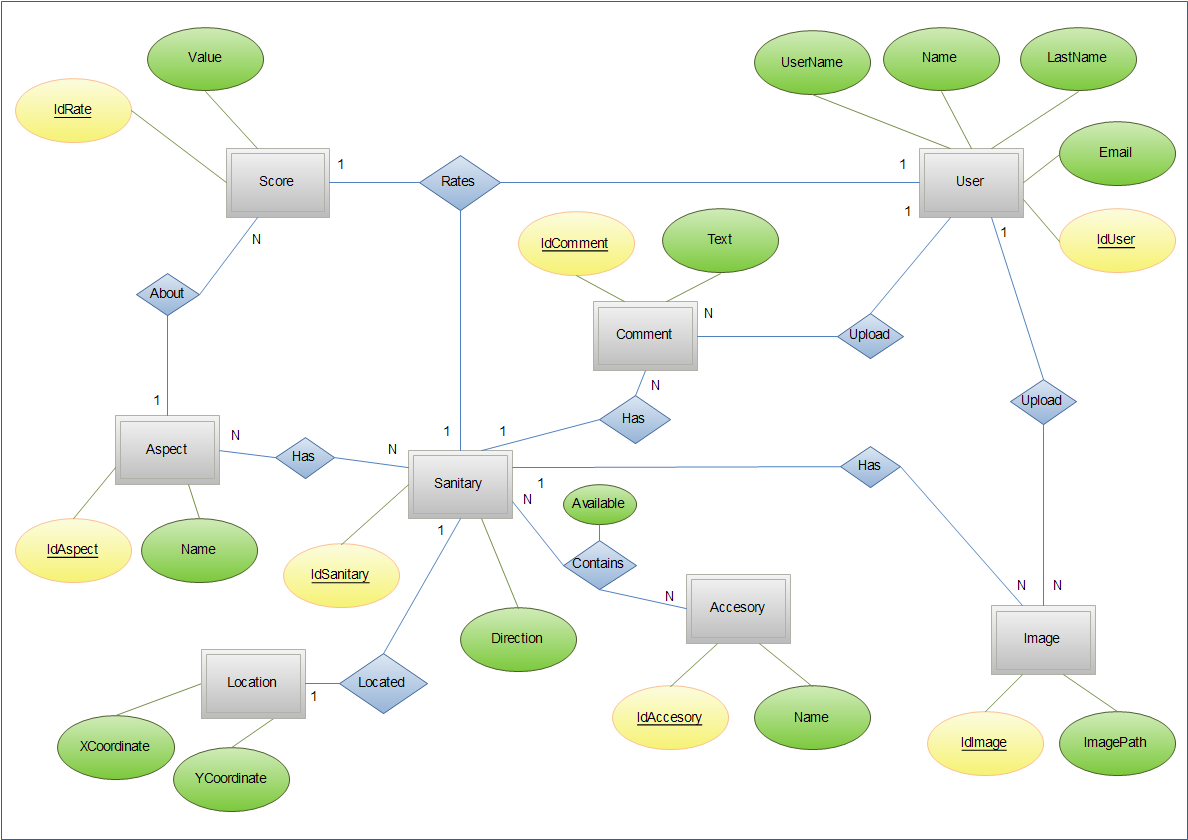 Value
UserName
Name
LastName
IdRate
Email
Score
1
Rates
1
User
1
N
IdComment
Text
1
IdUser
About
N
Comment
Upload
N
Upload
1
Has
1
N
N
1
Aspect
Has
Sanitary
Has
1
N
Available
1
IdAspect
Name
IdSanitary
Contains
N
N
N
Accesory
Direction
Image
Location
1
Located
IdAccesory
Name
XCoordinate
YCoordinate
IdImage
ImagePath